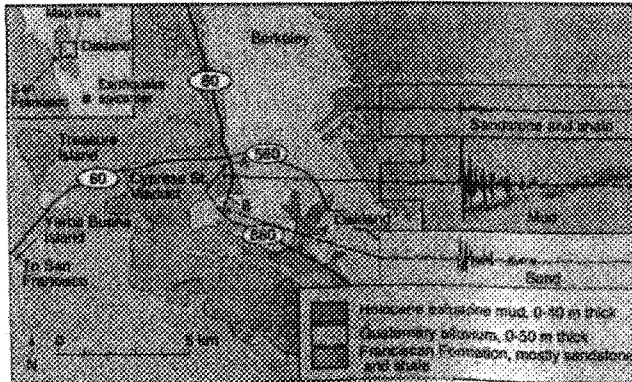 Map area
Oakland
San
Francisco
Earthquake
epicenter
Berkeley
80
Treasure
Island
580
80
Cypress St.
Viaduct
Oakland
Yerba Buena
Island
880
To San
Francisco
Sandstone and shale
Mud
Sand
0 5 km
N
Holocene estuarine mud, 0-40 m thick
Quaternary alluvium, 0-50 m thick
Franciscan Formation, mostly sandstone
and shale